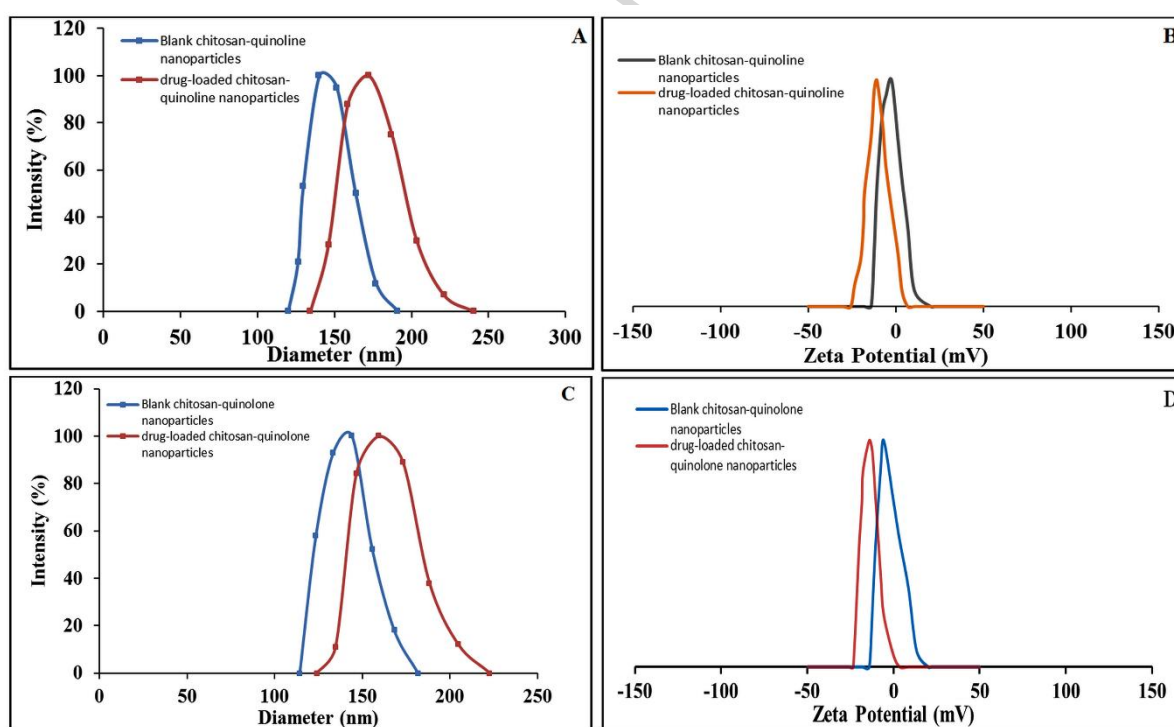 A
120
100
80
60
40
20
0
Intensity (%)
Blank chitosan-quinoline
nanoparticles
drug-loaded chitosan-
quinoline nanoparticles
0 50 100 150 200 250 300
Diameter (nm)
B
Blank chitosan-quinoline
nanoparticles
drug-loaded chitosan-quinoline
nanoparticles
-150 -100 -50 0 50 100 150
Zeta Potential (mV)
C
120
100
80
60
40
20
0
Intensity (%)
Blank chitosan-quinolone
nanoparticles
drug-loaded chitosan-quinolone
nanoparticles
0 50 100 150 200 250
Diameter (nm)
D
Blank chitosan-quinolone
nanoparticles
drug-loaded chitosan-
quinolone nanoparticles
-150 -100 -50 0 50 100 150
Zeta Potential (mV)